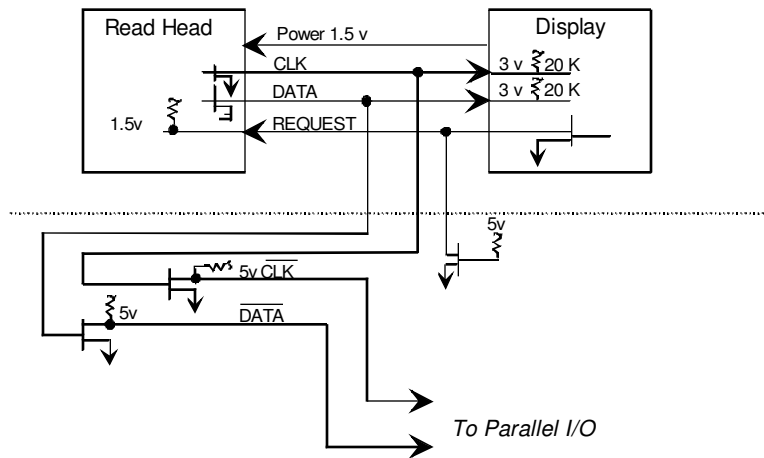 Read Head
Display
Power 1.5 v
CLK
3 v 20 K
DATA
3 v 20 K
1.5v
REQUEST
5v
5v CLK
5v
DATA
To Parallel I/O